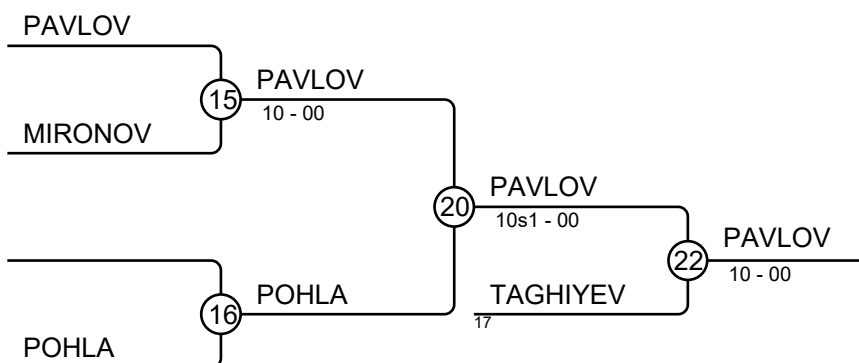 PAVLOV
15
PAVLOV
10 - 00
MIRONOV
20
PAVLOV
10s1 - 00
22
PAVLOV
10 - 00
16
POHLA
TAGHIYEV
17
POHLA